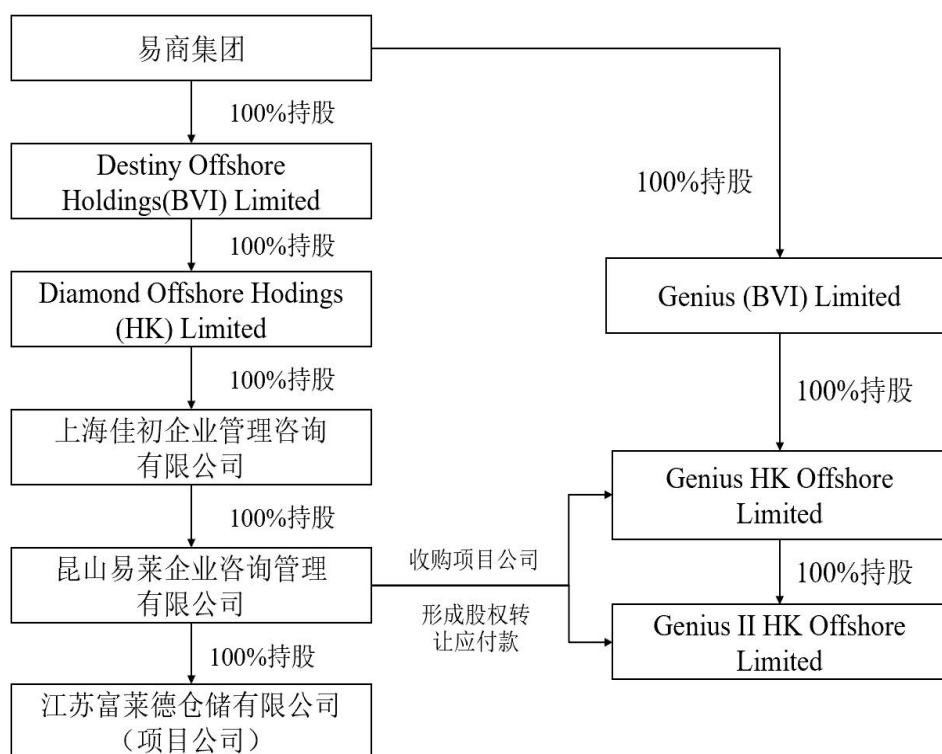 易商集团
100%持股
Destiny Offshore
Holdings(BVI) Limited
100%持股
Diamond Offshore Hodings
(HK) Limited
100%持股
上海佳初企业管理咨询
有限公司
100%持股
昆山易莱企业咨询管理
有限公司
100%持股
江苏富莱德仓储有限公司
（项目公司）
收购项目公司
形成股权转
让应付款
100%持股
Genius (BVI) Limited
100%持股
Genius HK Offshore
Limited
100%持股
Genius II HK Offshore
Limited